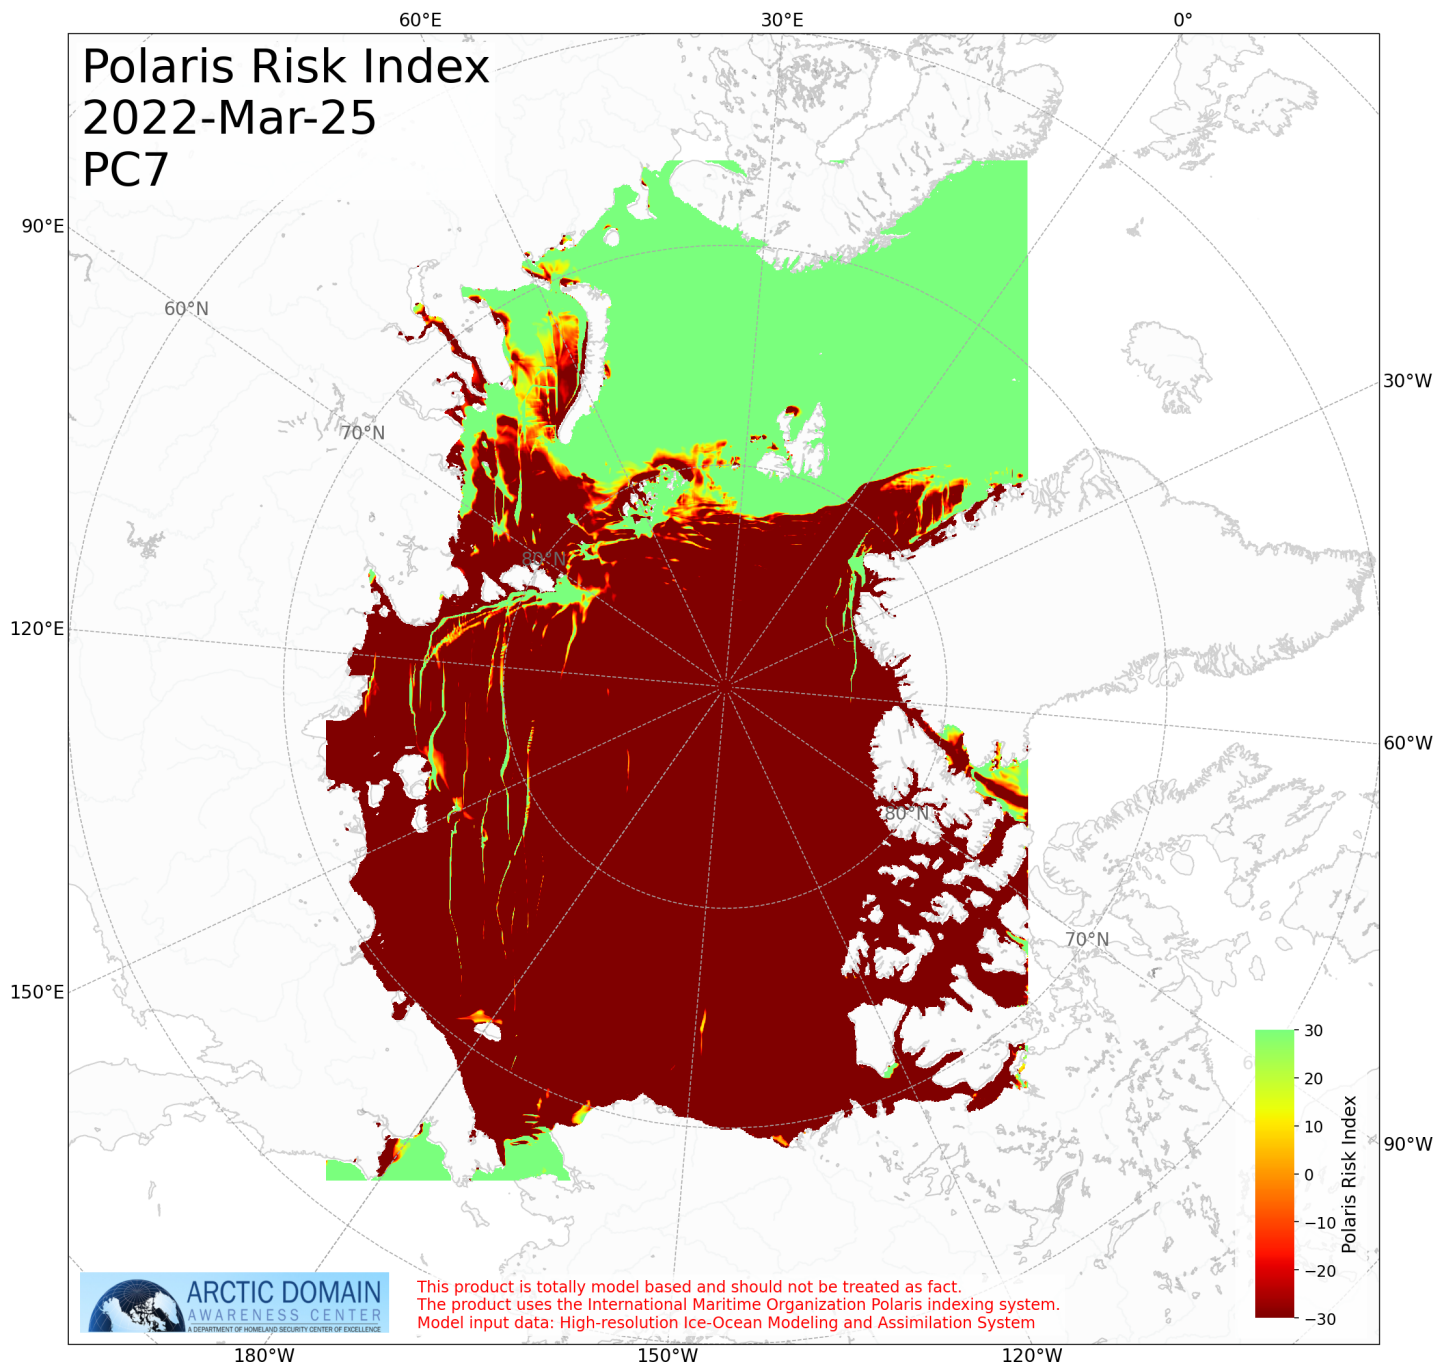 60°E
30°E
0°
Polaris Risk Index
2022-Mar-25
PC7
90°E
60°N
30°W
70°N
80°N
120°E
60°W
80°N
70°N
150°E
30
20
10
0
−10
−20
−30
Polaris Risk Index
90°W
ARCTIC DOMAIN
AWARENESS CENTER
A DEPARTMENT OF HOMELAND SECURITY CENTER OF EXCELLENCE
This product is totally model based and should not be treated as fact.
The product uses the International Maritime Organization Polaris indexing system.
Model input data: High-resolution Ice-Ocean Modeling and Assimilation System
180°W
150°W
120°W